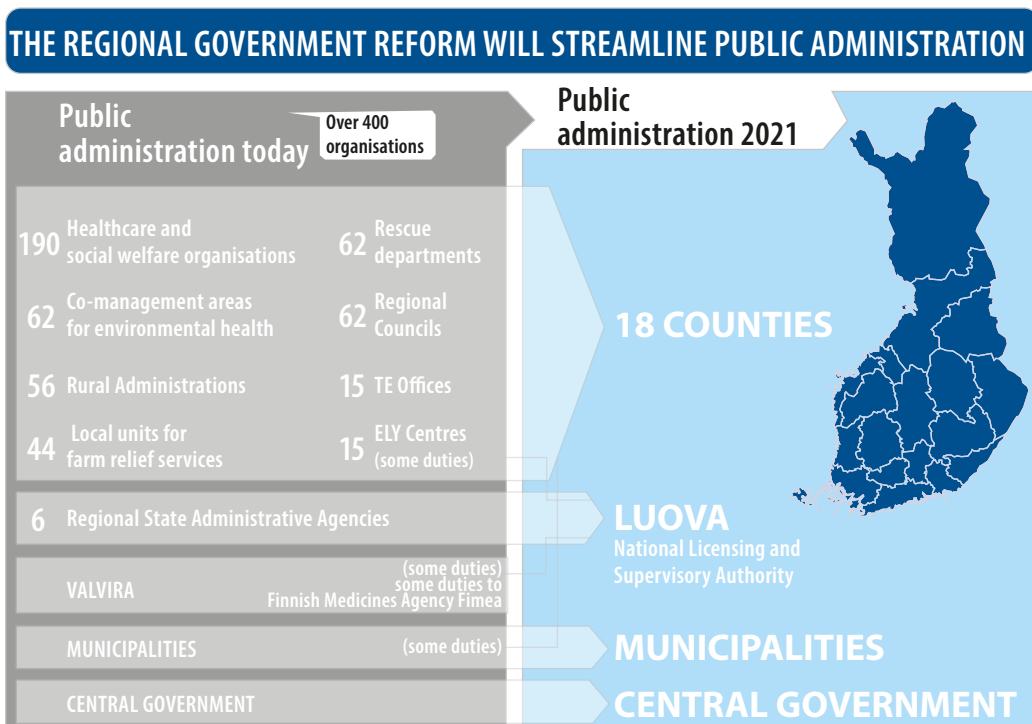 THE REGIONAL GOVERNMENT REFORM WILL STREAMLINE PUBLIC ADMINISTRATION
Public
administration today
Over 400
organisations
Public
administration 2021
190 Healthcare and
social welfare organisations
62 Rescue
departments
62 Co-management areas
for environmental health
62 Regional
Councils
56 Rural Administrations
15 TE Offices
44 Local units for
farm relief services
15 ELY Centres
(some duties)
18 COUNTIES
6 Regional State Administrative Agencies
LUOVA
National Licensing and
Supervisory Authority
VALVIRA
(some duties)
some duties to
Finnish Medicines Agency Fimea
MUNICIPALITIES
(some duties)
MUNICIPALITIES
CENTRAL GOVERNMENT
CENTRAL GOVERNMENT